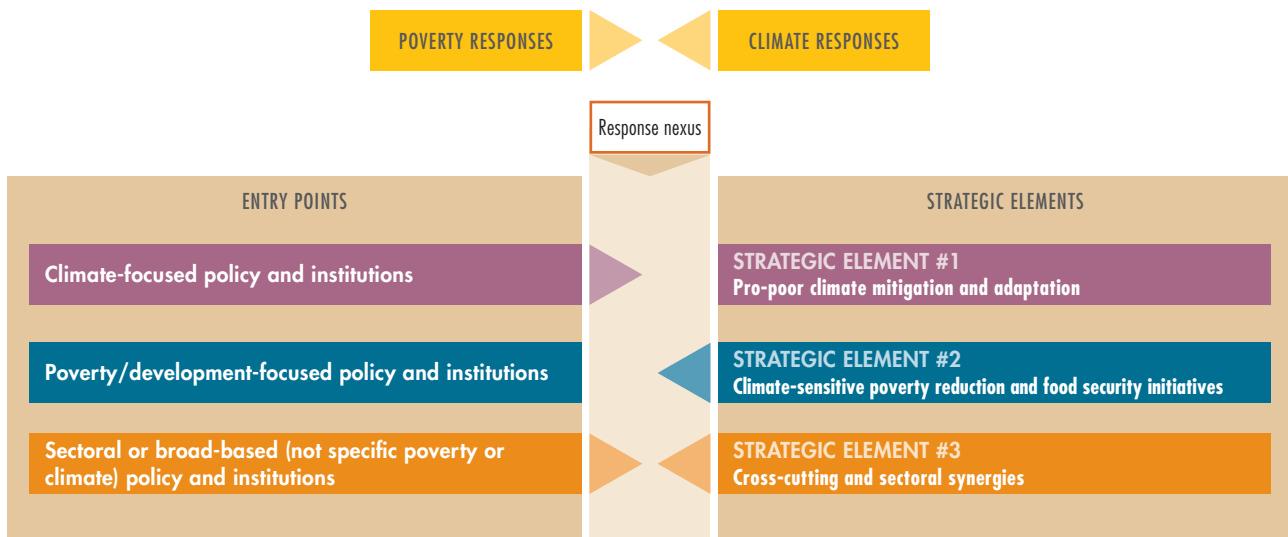 POVERTY RESPONSES
CLIMATE RESPONSES
Response nexus
ENTRY POINTS
STRATEGIC ELEMENTS
Climate-focused policy and institutions
STRATEGIC ELEMENT #1
Pro-poor climate mitigation and adaptation
Poverty/development-focused policy and institutions
STRATEGIC ELEMENT #2
Climate-sensitive poverty reduction and food security initiatives
Sectoral or broad-based (not specific poverty or
climate) policy and institutions
STRATEGIC ELEMENT #3
Cross-cutting and sectoral synergies